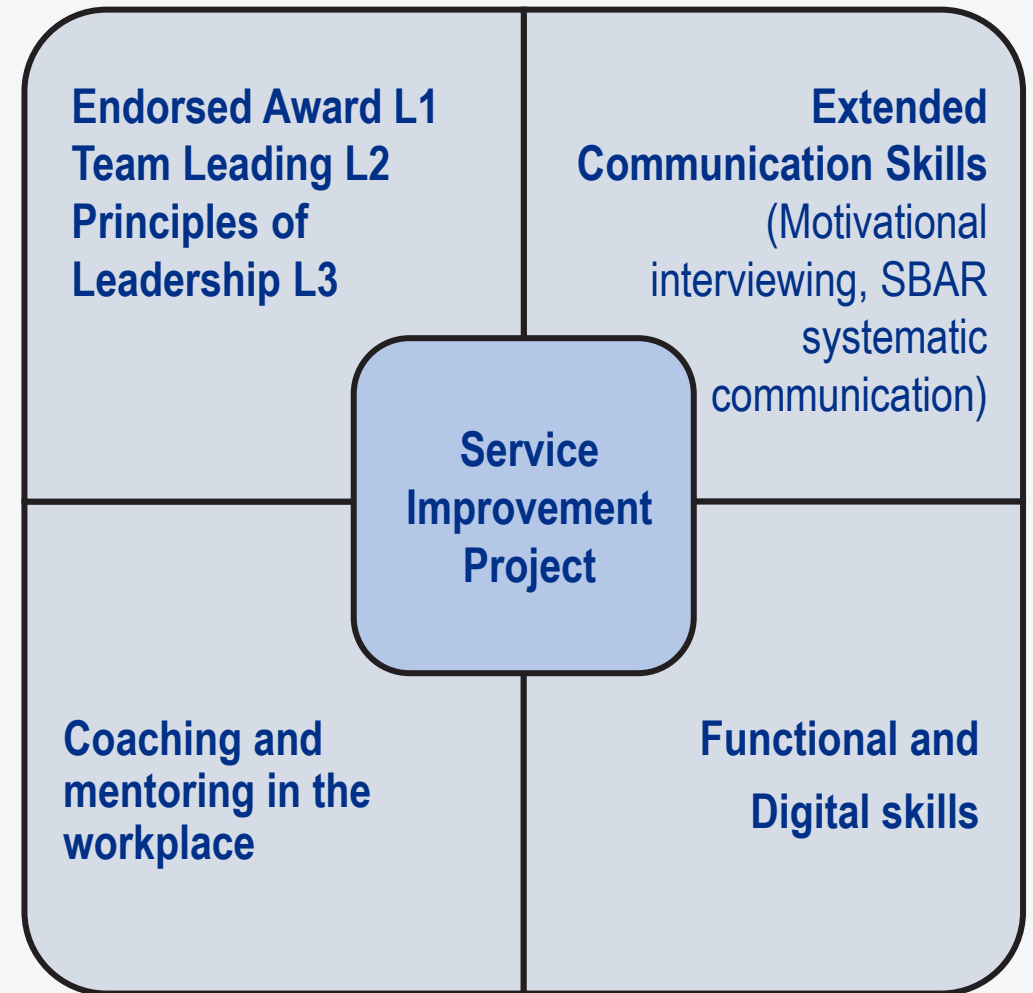 Endorsed Award L1
Team Leading L2
Principles of
Leadership L3
Extended
Communication Skills
(Motivational
interviewing, SBAR
systematic
communication)
Service
Improvement
Project
Coaching and
mentoring in the
workplace
Functional and
Digital skills